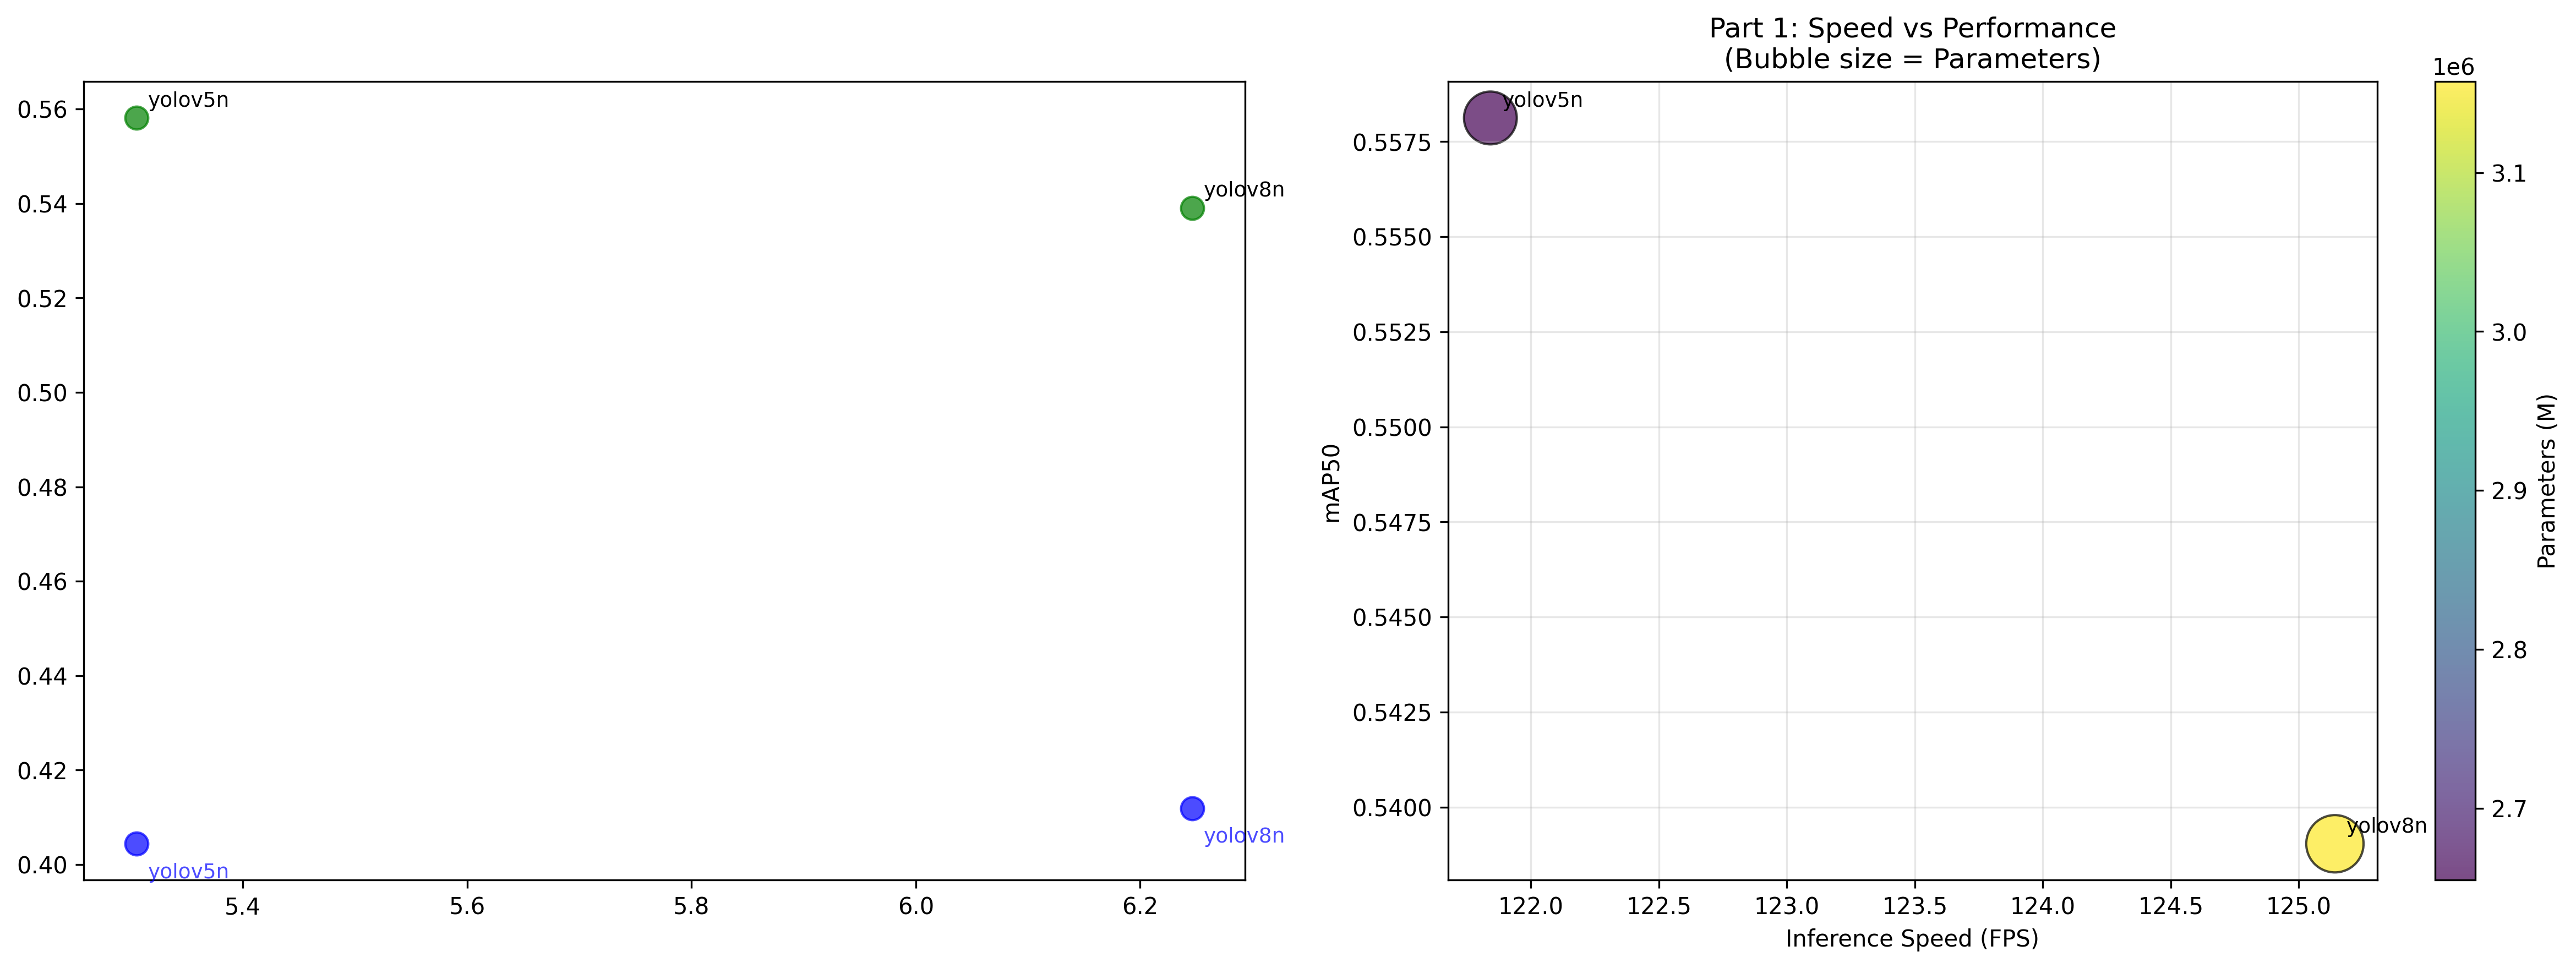 0.56
0.54
0.52
0.50
0.48
0.46
0.44
0.42
0.40
yolov5n
yolov8n
yolov8n
yolov5n
5.4
5.6
5.8
6.0
6.2
Part 1: Speed vs Performance
(Bubble size = Parameters)
mAP50
0.5575
0.5550
0.5525
0.5500
0.5475
0.5450
0.5425
0.5400
yolov5n
yolov8n
122.0
122.5
123.0
123.5
124.0
124.5
125.0
Inference Speed (FPS)
1e6
3.1
3.0
2.9
2.8
2.7
Parameters (M)